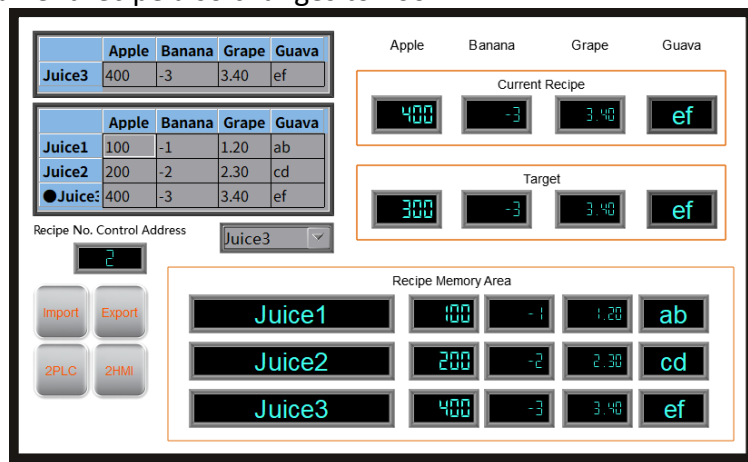 Apple Banana Grape Guava
Juice3 400 -3 3.40 ef
Apple Banana Grape Guava
Juice1 100 -1 1.20 ab
Juice2 200 -2 2.30 cd
●Juice3 400 -3 3.40 ef
Recipe No. Control Address
2
Juice3
Import Export
2PLC 2HMI
Apple Banana Grape Guava
Current Recipe
400 -3 3.40 ef
Target
300 -3 3.40 ef
Recipe Memory Area
Juice1 100 -1 1.20 ab
Juice2 200 -2 2.30 cd
Juice3 400 -3 3.40 ef